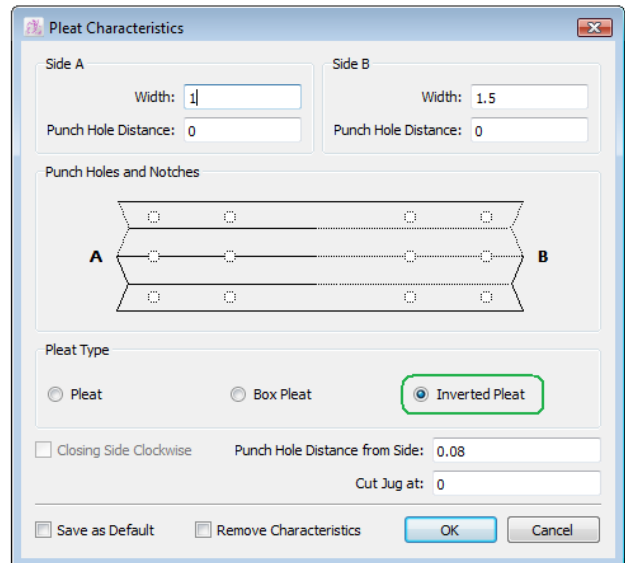 Pleat Characteristics
Side A
Side B
Width: 1
Width: 1.5
Punch Hole Distance: 0
Punch Hole Distance: 0
Punch Holes and Notches
A
B
Pleat Type
Pleat
Box Pleat
Inverted Pleat
Closing Side Clockwise
Punch Hole Distance from Side: 0.08
Cut Jug at: 0
Save as Default
Remove Characteristics
OK
Cancel